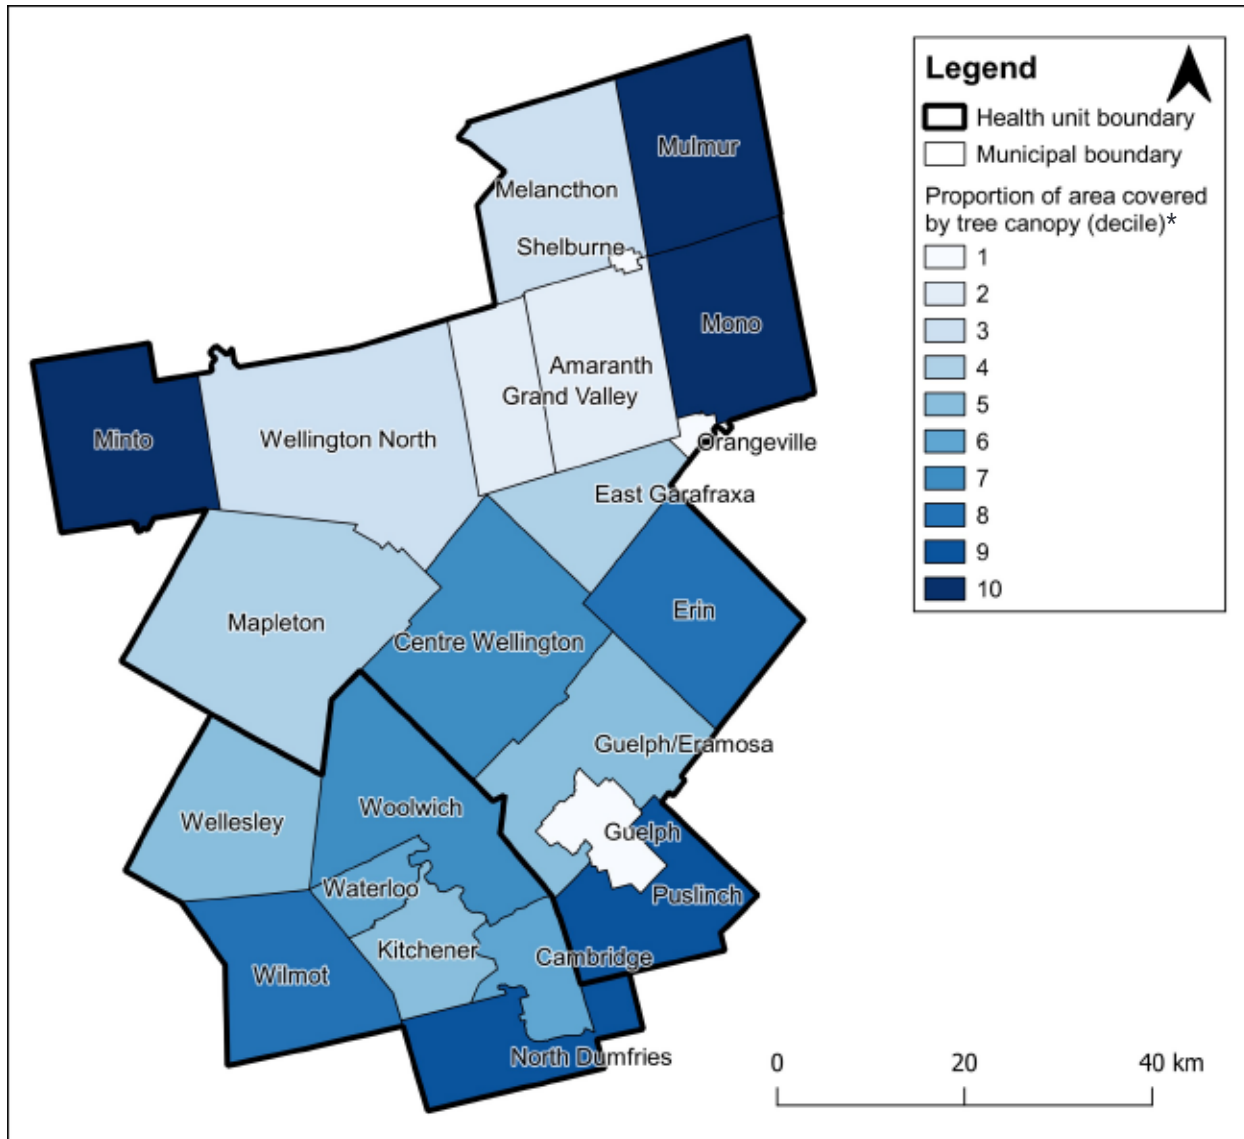 Legend
Health unit boundary
Municipal boundary
Proportion of area covered
by tree canopy (decile)*
1
2
3
4
5
6
7
8
9
10
Mulmur
Melancthon
Shelburne
Mono
Amaranth
Grand Valley
Minto
Wellington North
Orangeville
East Garafraxa
Erin
Mapleton
Centre Wellington
Guelph/Eramosa
Woolwich
Wellesley
Guelph
Waterloo
Puslinch
Kitchener
Cambridge
Wilmot
North Dumfries
0 20 40 km